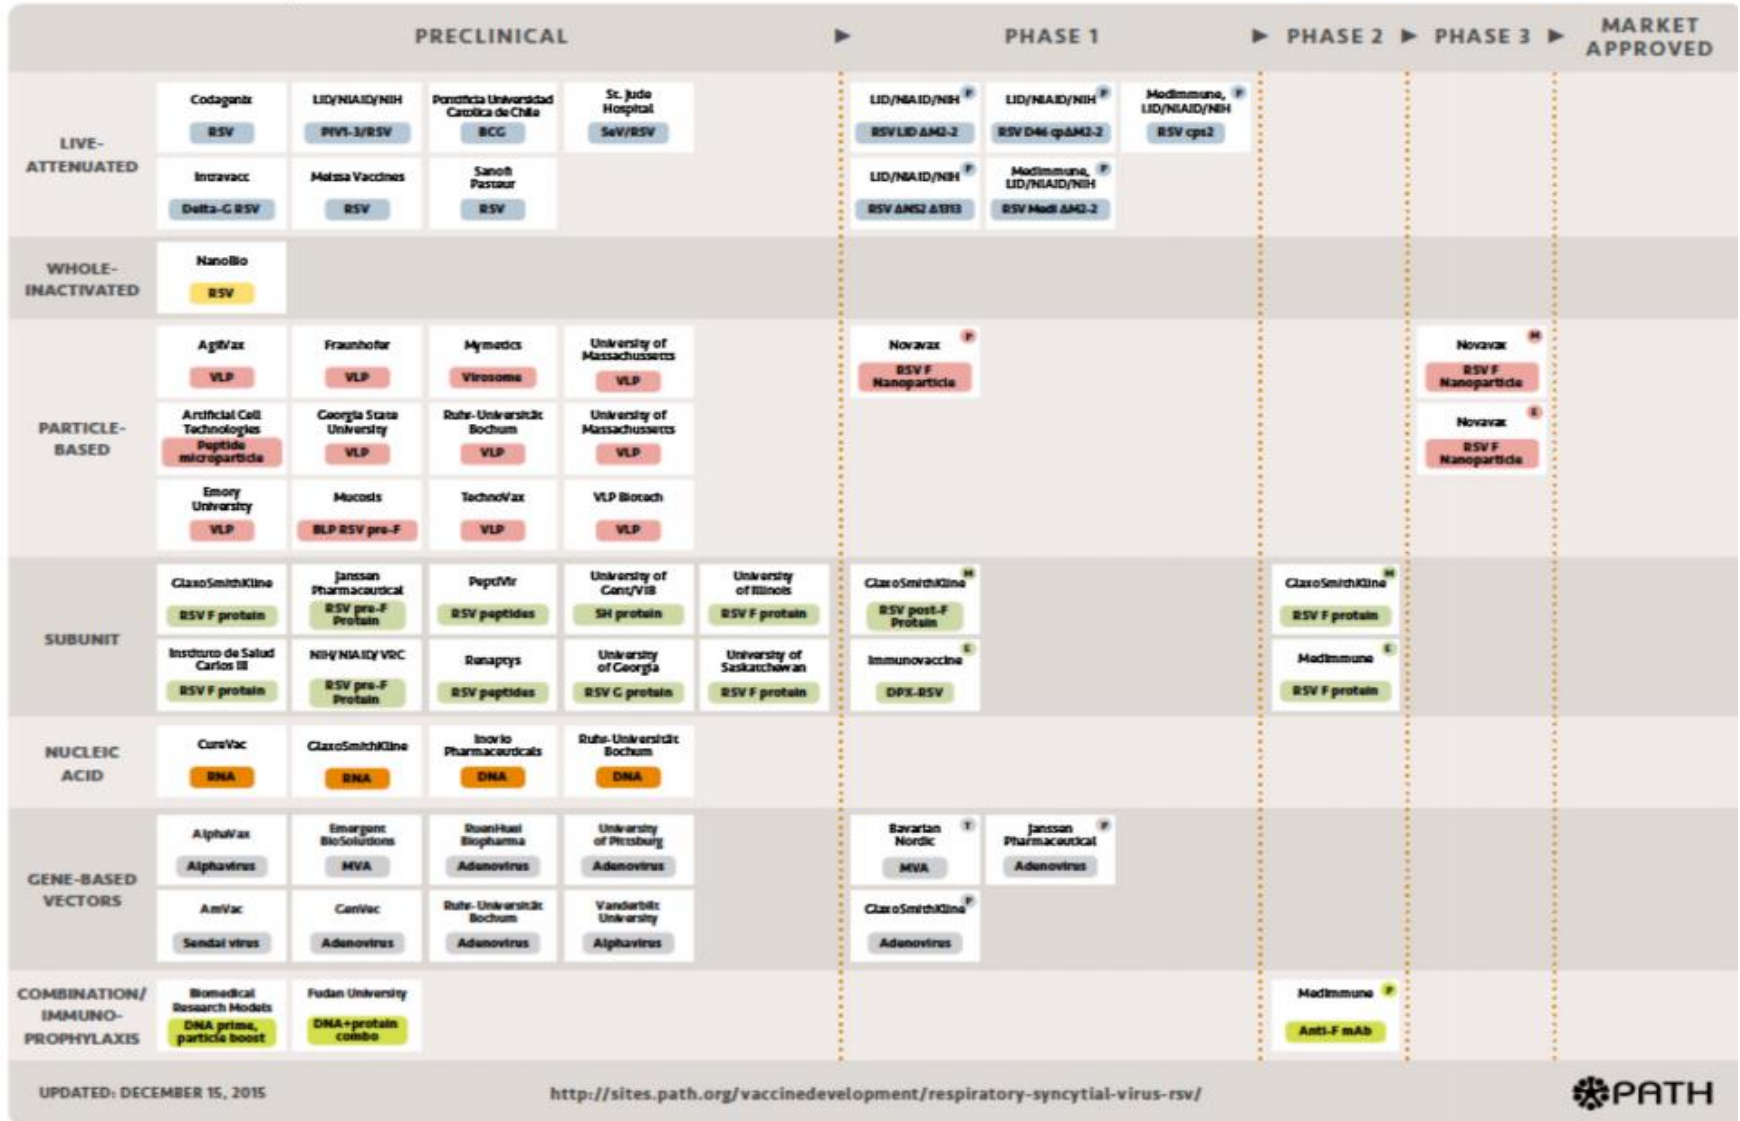 PRECLINICAL ▶ PHASE 1 ▶ PHASE 2 ▶ PHASE 3 ▶ MARKET
APPROVED
LIVE-
ATTENUATED
Codagenix
RSV
LID/NIAID/NIH
PIV1-3/RSV
Pontificia Universidad
Catolica de Chile
BCG
St. Jude
Hospital
SeV/RSV
Intravacc
Delta-G RSV
Meissa Vaccines
RSV
Sanofi
Pasteur
RSV
LID/NIAID/NIH P
RSV LID ΔM2-2
LID/NIAID/NIH P
RSV D46 cpΔM2-2
MedImmune, P
LID/NIAID/NIH
RSV cps2
LID/NIAID/NIH P
RSV ΔNS2 Δ1313
MedImmune, P
LID/NIAID/NIH
RSV Medi ΔM2-2
WHOLE-
INACTIVATED
NanoBio
RSV
PARTICLE-
BASED
AgilVax
VLP
Fraunhofer
VLP
Mymetics
Virosome
University of
Massachussetts
VLP
Artificial Cell
Technologies
Peptide
microparticle
Georgia State
University
VLP
Ruhr-Universität
Bochum
VLP
University of
Massachussetts
VLP
Emory
University
VLP
Mucosis
BLP RSV pre-F
TechnoVax
VLP
VLP Biotech
VLP
Novavax P
RSV F
Nanoparticle
Novavax M
RSV F
Nanoparticle
Novavax E
RSV F
Nanoparticle
SUBUNIT
GlaxoSmithKline
RSV F protein
Janssen
Pharmaceutical
RSV pre-F
Protein
PeptiVir
RSV peptides
University of
Gent/VIB
SH protein
University
of Illinois
RSV F protein
Instituto de Salud
Carlos III
RSV F protein
NIH/NIAID/VRC
RSV pre-F
Protein
Renaptys
RSV peptides
University
of Georgia
RSV G protein
University of
Saskatchewan
RSV F protein
GlaxoSmithKline M
RSV post-F
Protein
Immunovaccine E
DPX-RSV
GlaxoSmithKline M
RSV F protein
MedImmune E
RSV F protein
NUCLEIC
ACID
CureVac
RNA
GlaxoSmithKline
RNA
Inovio
Pharmaceuticals
DNA
Ruhr-Universität
Bochum
DNA
GENE-BASED
VECTORS
AlphaVax
Alphavirus
Emergent
BioSolutions
MVA
RuenHuei
Biopharma
Adenovirus
University
of Pittsburg
Adenovirus
AmVac
Sendai virus
GenVec
Adenovirus
Ruhr-Universität
Bochum
Adenovirus
Vanderbilt
University
Alphavirus
Bavarian T
Nordic
MVA
Janssen P
Pharmaceutical
Adenovirus
GlaxoSmithKline P
Adenovirus
COMBINATION/
IMMUNO-
PROPHYLAXIS
Biomedical
Research Models
DNA prime,
particle boost
Fudan University
DNA+protein
combo
MedImmune P
Anti-F mAb
UPDATED: DECEMBER 15, 2015
http://sites.path.org/vaccinedevelopment/respiratory-syncytial-virus-rsv/
PATH